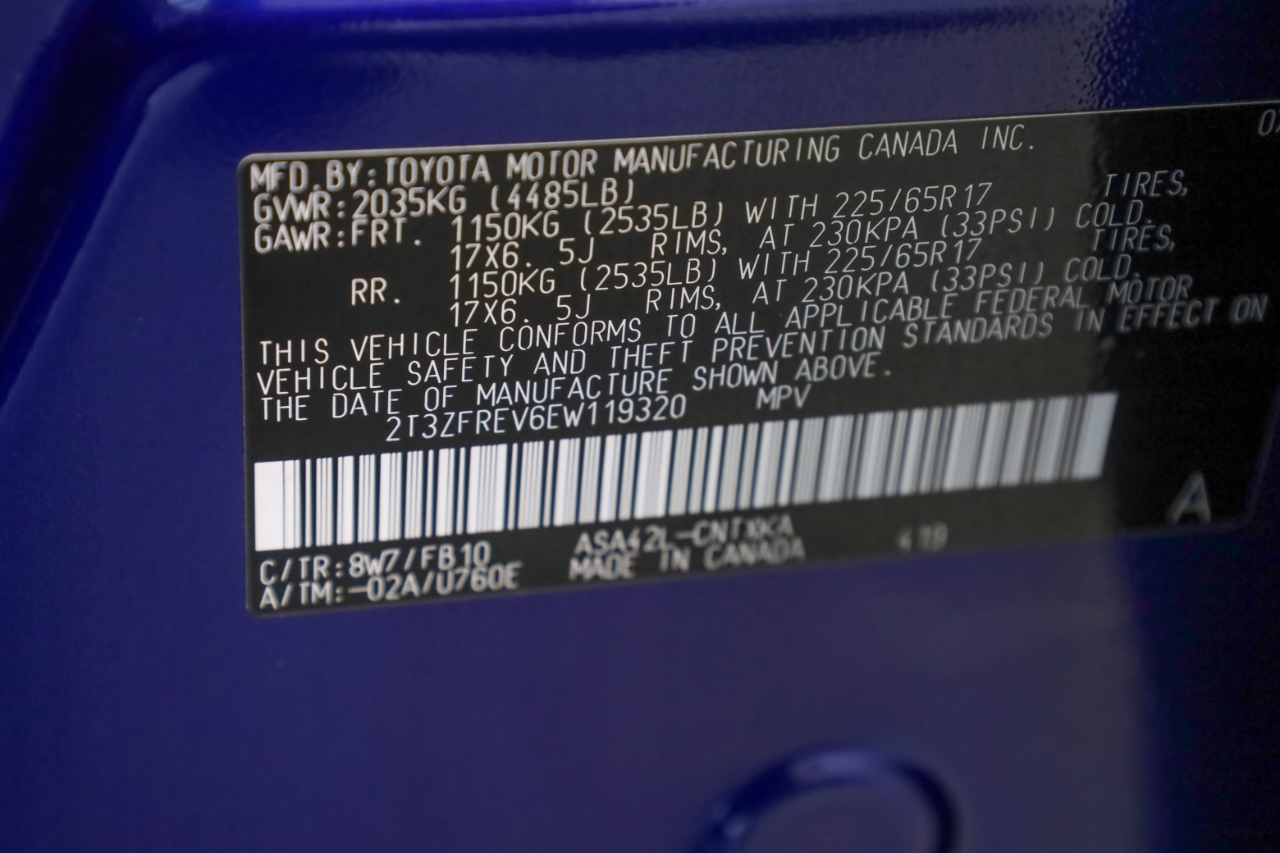 MFD.BY:TOYOTA MOTOR MANUFACTURING CANADA INC.
GVWR:2035KG (4485LB)
GAWR:FRT. 1150KG (2535LB) WITH 225/65R17 TIRES,
17X6. 5J RIMS, AT 230KPA (33PSI) COLD.
RR. 1150KG (2535LB) WITH 225/65R17 TIRES,
17X6. 5J RIMS, AT 230KPA (33PSI) COLD.
THIS VEHICLE CONFORMS TO ALL APPLICABLE FEDERAL MOTOR
VEHICLE SAFETY AND THEFT PREVENTION STANDARDS IN EFFECT ON
THE DATE OF MANUFACTURE SHOWN ABOVE.
2T3ZFREV6EW119320 MPV
C/TR:8W7/FB10 ASA42L-CNTXKA
A/TM:-02A/U760E MADE IN CANADA
A